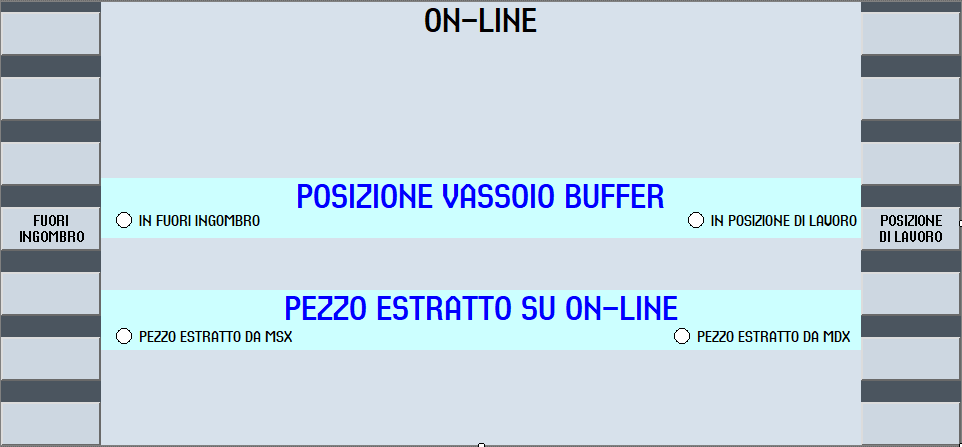 ON-LINE
POSIZIONE VASSOIO BUFFER
FUORI
INGOMBRO
IN FUORI INGOMBRO
IN POSIZIONE DI LAVORO
POSIZIONE
DI LAVORO
PEZZO ESTRATTO SU ON-LINE
PEZZO ESTRATTO DA MSX
PEZZO ESTRATTO DA MDX